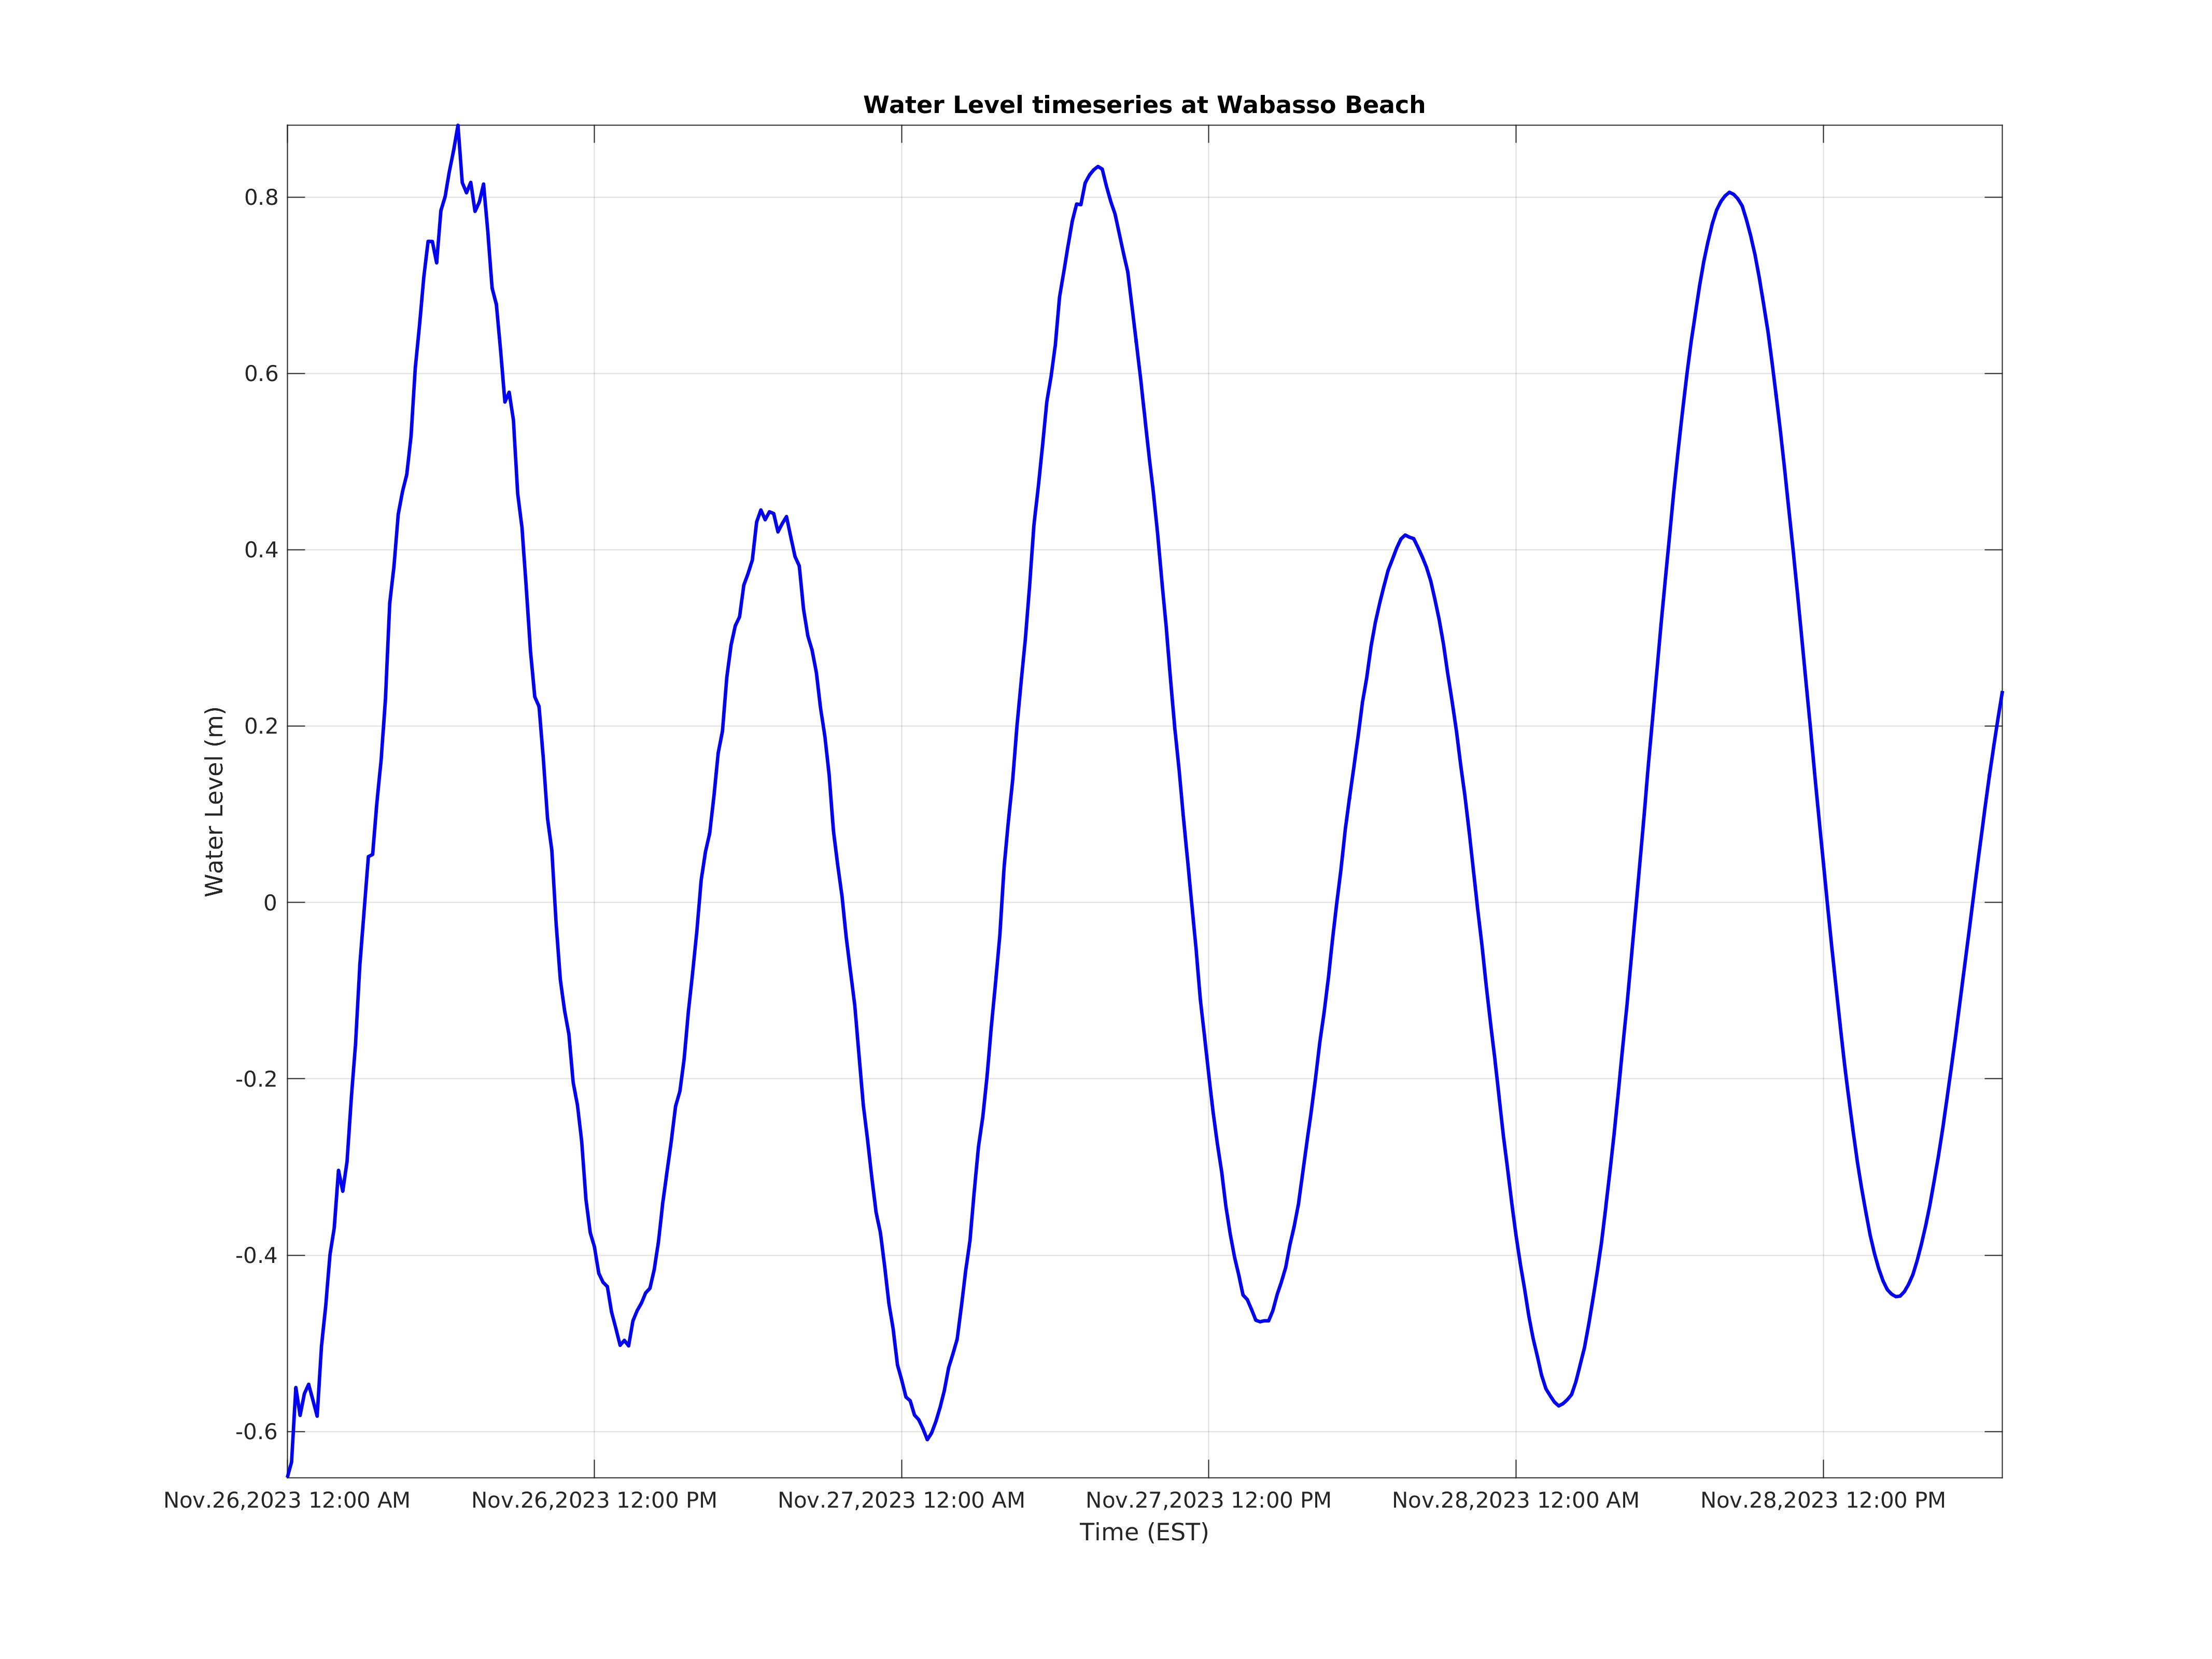 Water Level timeseries at Wabasso Beach
0.8
0.6
0.4
0.2
0
-0.2
-0.4
-0.6
Water Level (m)
Nov.26,2023 12:00 AM Nov.26,2023 12:00 PM Nov.27,2023 12:00 AM Nov.27,2023 12:00 PM Nov.28,2023 12:00 AM Nov.28,2023 12:00 PM
Time (EST)